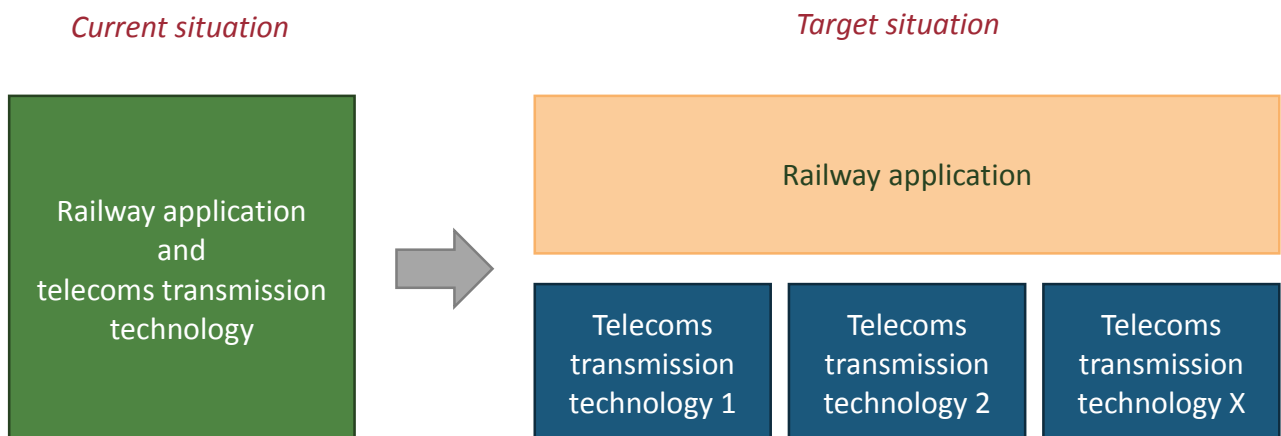 Current situation
Target situation
Railway application
and
telecoms transmission
technology
Railway application
Telecoms
transmission
technology 1
Telecoms
transmission
technology 2
Telecoms
transmission
technology X